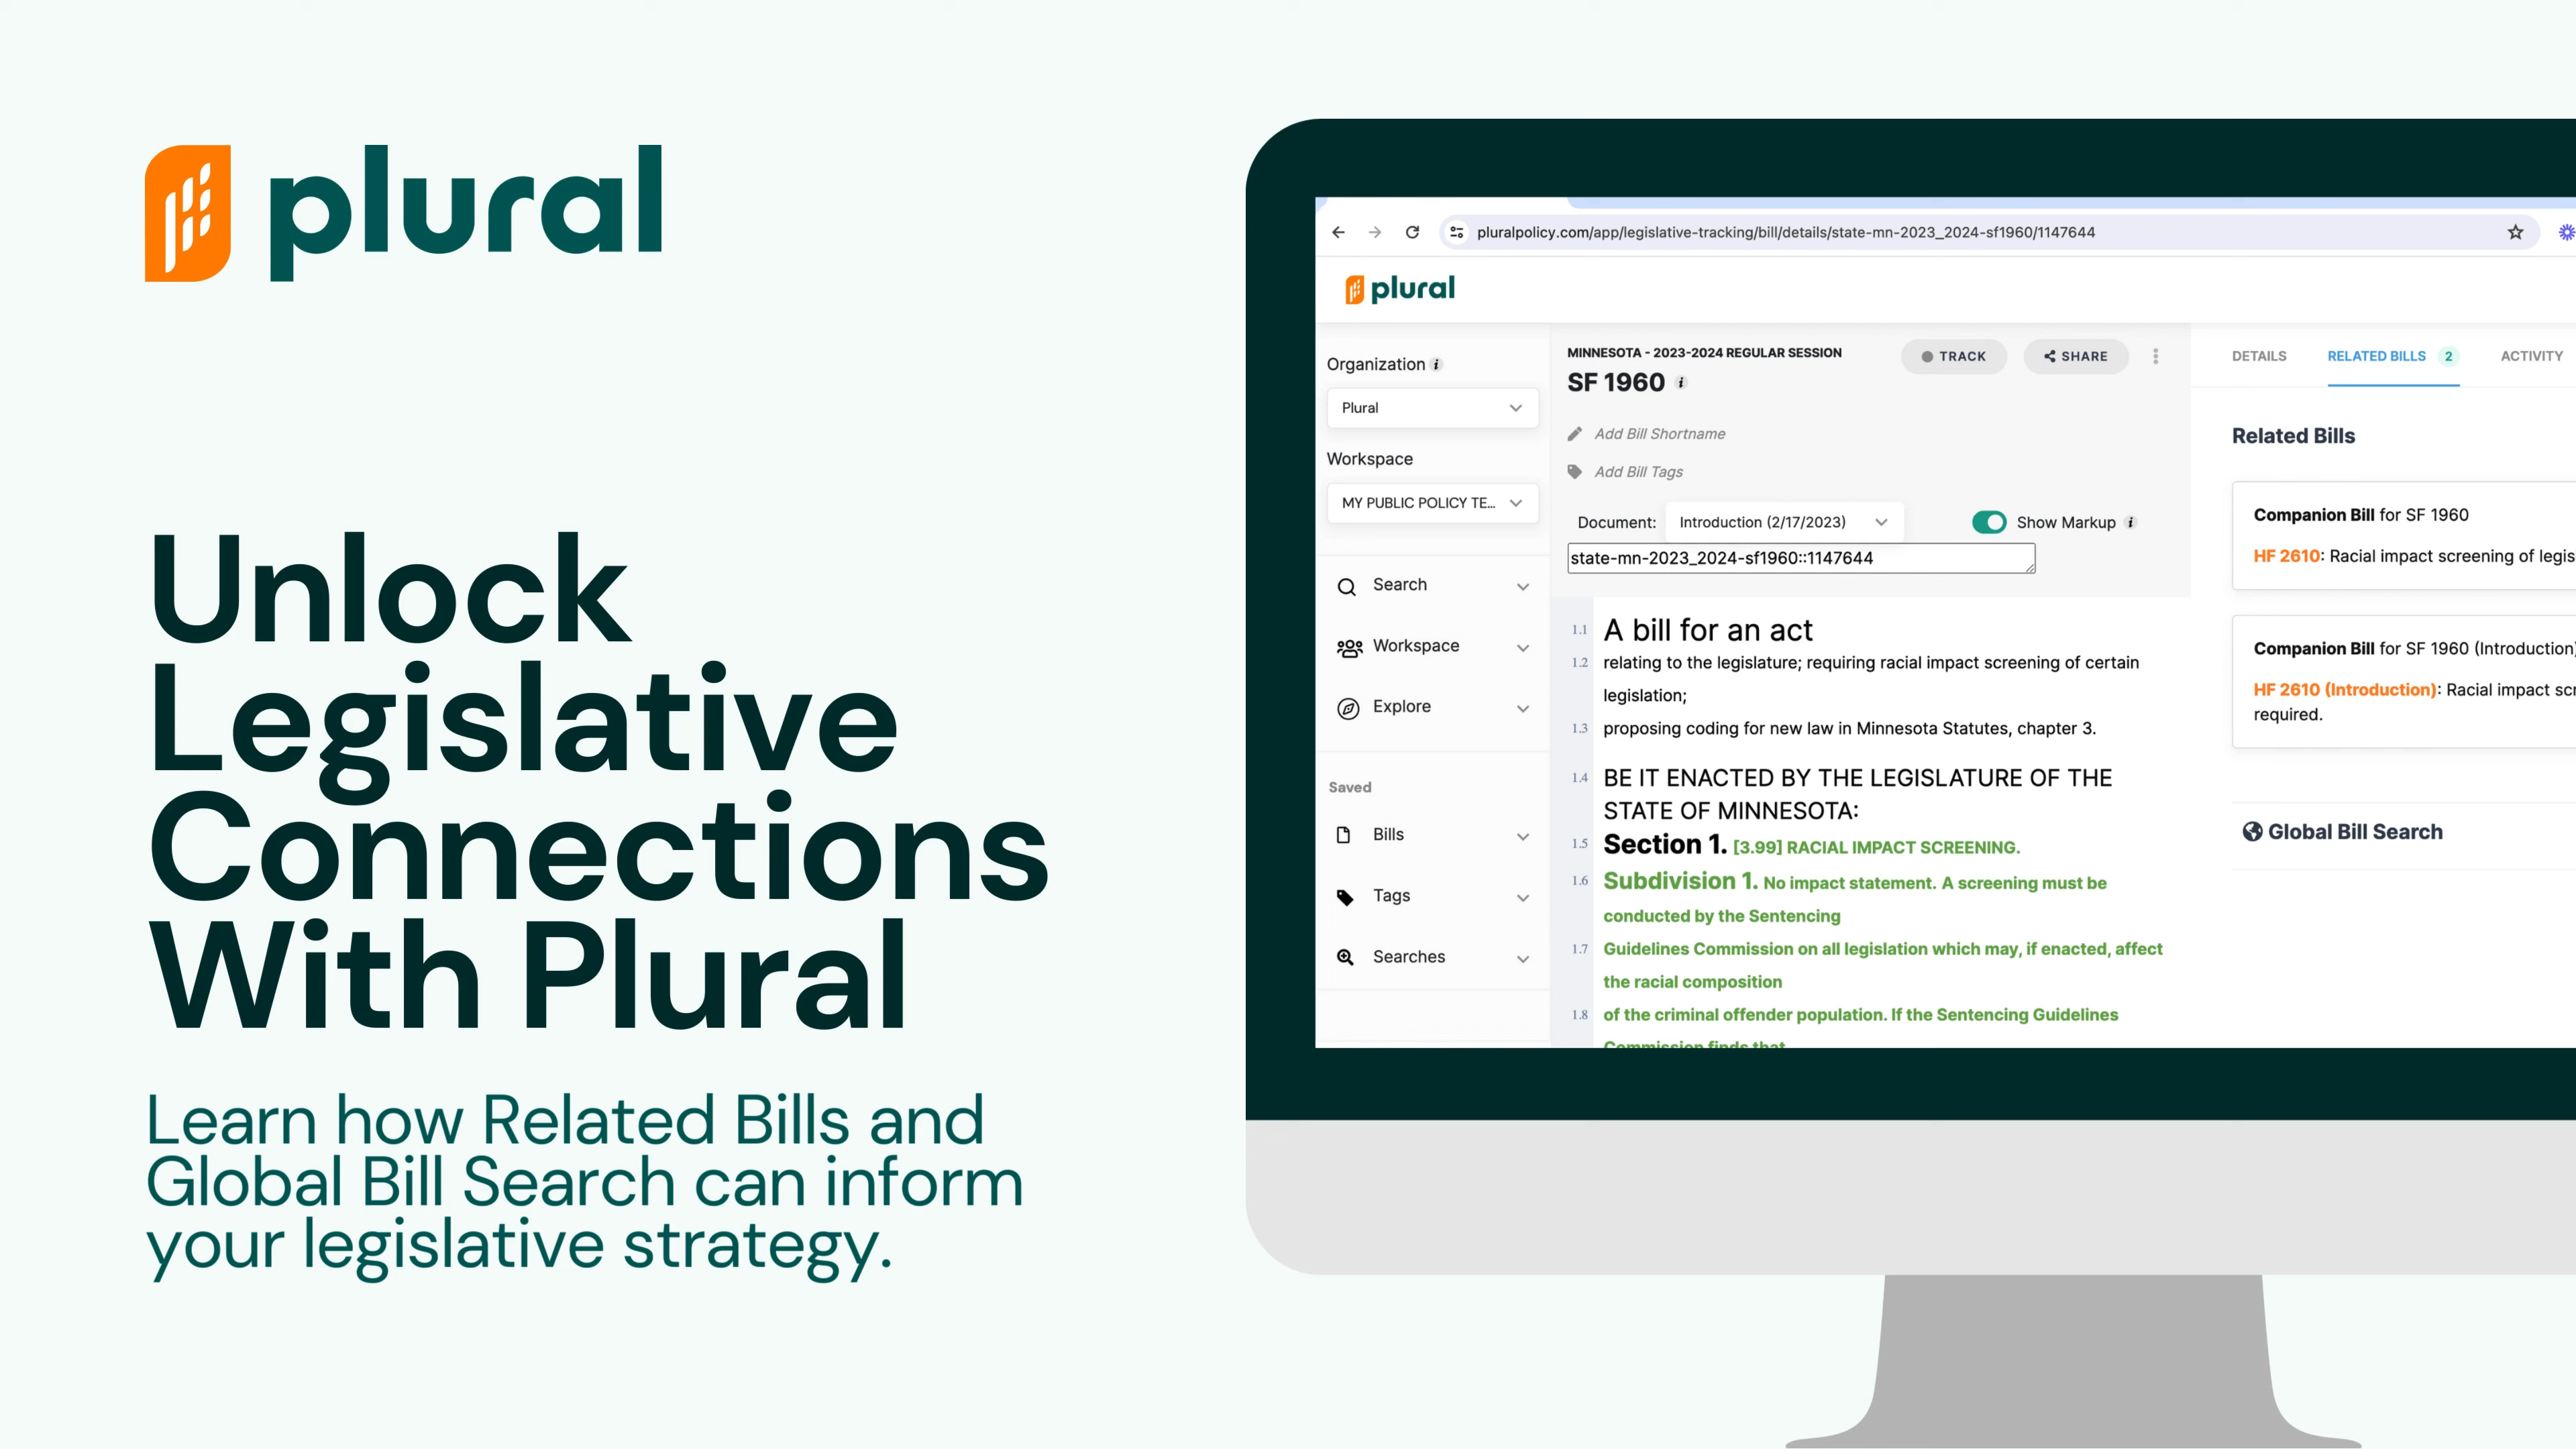 plural
Unlock
Legislative
Connections
With Plural
Learn how Related Bills and
Global Bill Search can inform
your legislative strategy.
pluralpolicy.com/app/legislative-tracking/bill/details/state-mn-2023_2024-sf1960/1147644
plural
Organization i
Plural
Workspace
MY PUBLIC POLICY TE...
Search
Workspace
Explore
Saved
Bills
Tags
Searches
MINNESOTA - 2023-2024 REGULAR SESSION
SF 1960 i
TRACK
SHARE
Add Bill Shortname
Add Bill Tags
Document: Introduction (2/17/2023)
Show Markup i
state-mn-2023_2024-sf1960::1147644
1.1 A bill for an act
1.2 relating to the legislature; requiring racial impact screening of certain
legislation;
1.3 proposing coding for new law in Minnesota Statutes, chapter 3.
1.4 BE IT ENACTED BY THE LEGISLATURE OF THE
STATE OF MINNESOTA:
1.5 Section 1. [3.99] RACIAL IMPACT SCREENING.
1.6 Subdivision 1. No impact statement. A screening must be
conducted by the Sentencing
1.7 Guidelines Commission on all legislation which may, if enacted, affect
the racial composition
1.8 of the criminal offender population. If the Sentencing Guidelines
Commission finds that
DETAILS
RELATED BILLS 2
ACTIVITY
Related Bills
Companion Bill for SF 1960
HF 2610: Racial impact screening of legis
Companion Bill for SF 1960 (Introduction)
HF 2610 (Introduction): Racial impact scr
required.
Global Bill Search